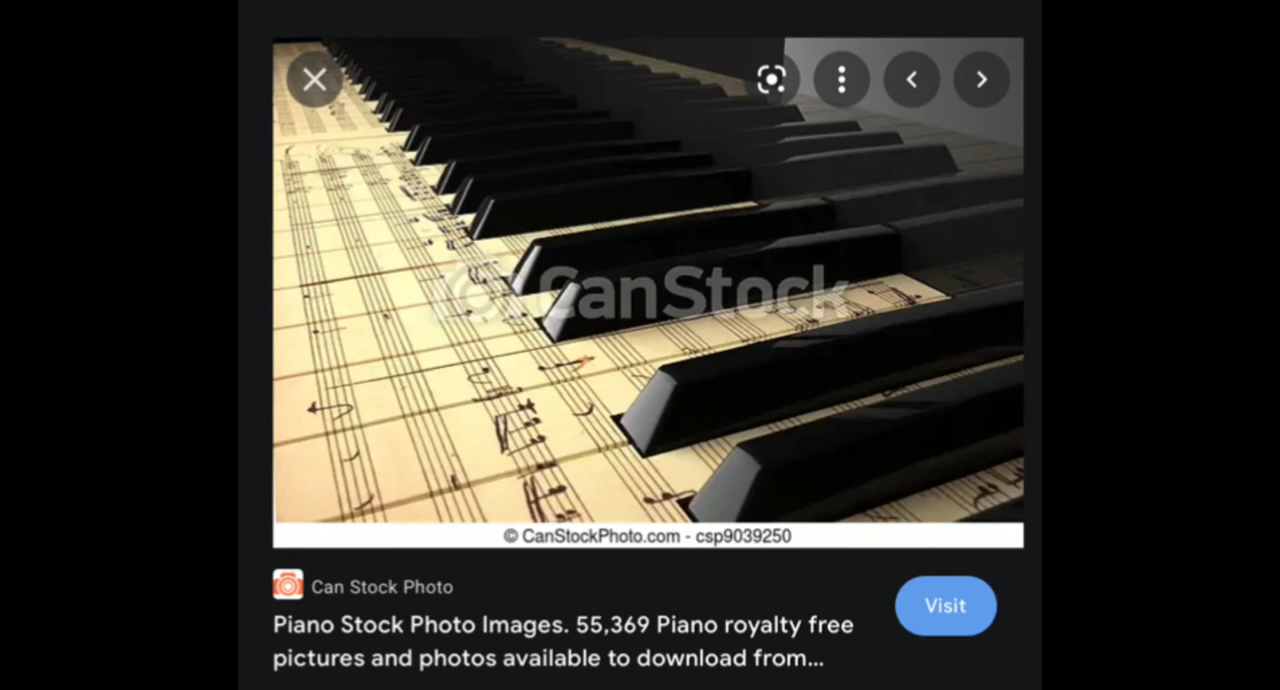 © CanStock
© CanStockPhoto.com - csp9039250
Can Stock Photo
Visit
Piano Stock Photo Images. 55,369 Piano royalty free
pictures and photos available to download from...